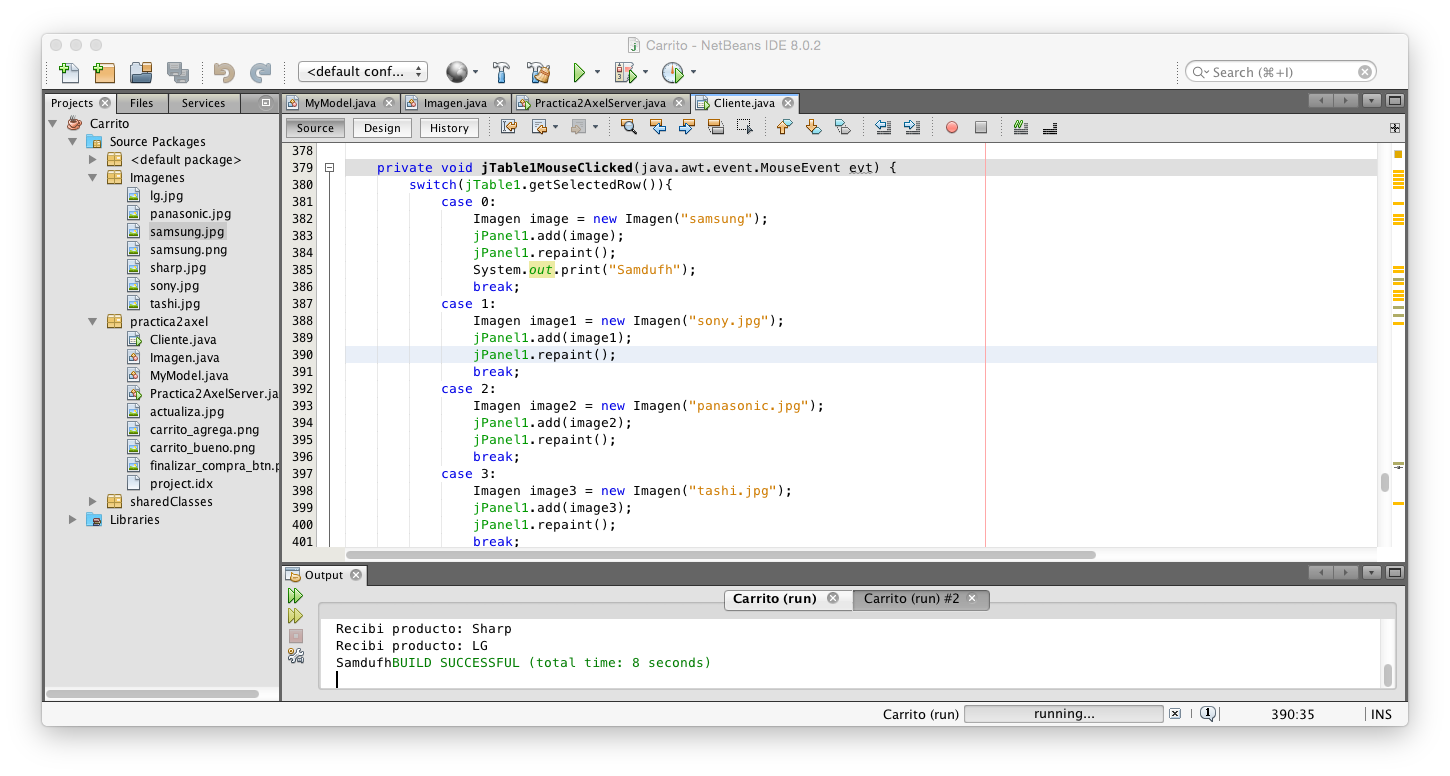 Carrito - NetBeans IDE 8.0.2
<default conf...
Search (⌘+I)
Projects
Files
Services
MyModel.java
Imagen.java
Practica2AxelServer.java
Cliente.java
Source
Design
History
Carrito
Source Packages
<default package>
Imagenes
lg.jpg
panasonic.jpg
samsung.jpg
samsung.png
sharp.jpg
sony.jpg
tashi.jpg
practica2axel
Cliente.java
Imagen.java
MyModel.java
Practica2AxelServer.ja
actualiza.jpg
carrito_agrega.png
carrito_bueno.png
finalizar_compra_btn.p
project.idx
sharedClasses
Libraries
378
379 private void jTable1MouseClicked(java.awt.event.MouseEvent evt) {
380 switch(jTable1.getSelectedRow()){
381 case 0:
382 Imagen image = new Imagen("samsung");
383 jPanel1.add(image);
384 jPanel1.repaint();
385 System.out.print("Samdufh");
386 break;
387 case 1:
388 Imagen image1 = new Imagen("sony.jpg");
389 jPanel1.add(image1);
390 jPanel1.repaint();
391 break;
392 case 2:
393 Imagen image2 = new Imagen("panasonic.jpg");
394 jPanel1.add(image2);
395 jPanel1.repaint();
396 break;
397 case 3:
398 Imagen image3 = new Imagen("tashi.jpg");
399 jPanel1.add(image3);
400 jPanel1.repaint();
401 break;
Output
Carrito (run)
Carrito (run) #2
Recibi producto: Sharp
Recibi producto: LG
SamdufhBUILD SUCCESSFUL (total time: 8 seconds)
Carrito (run)
running...
1
390:35
INS